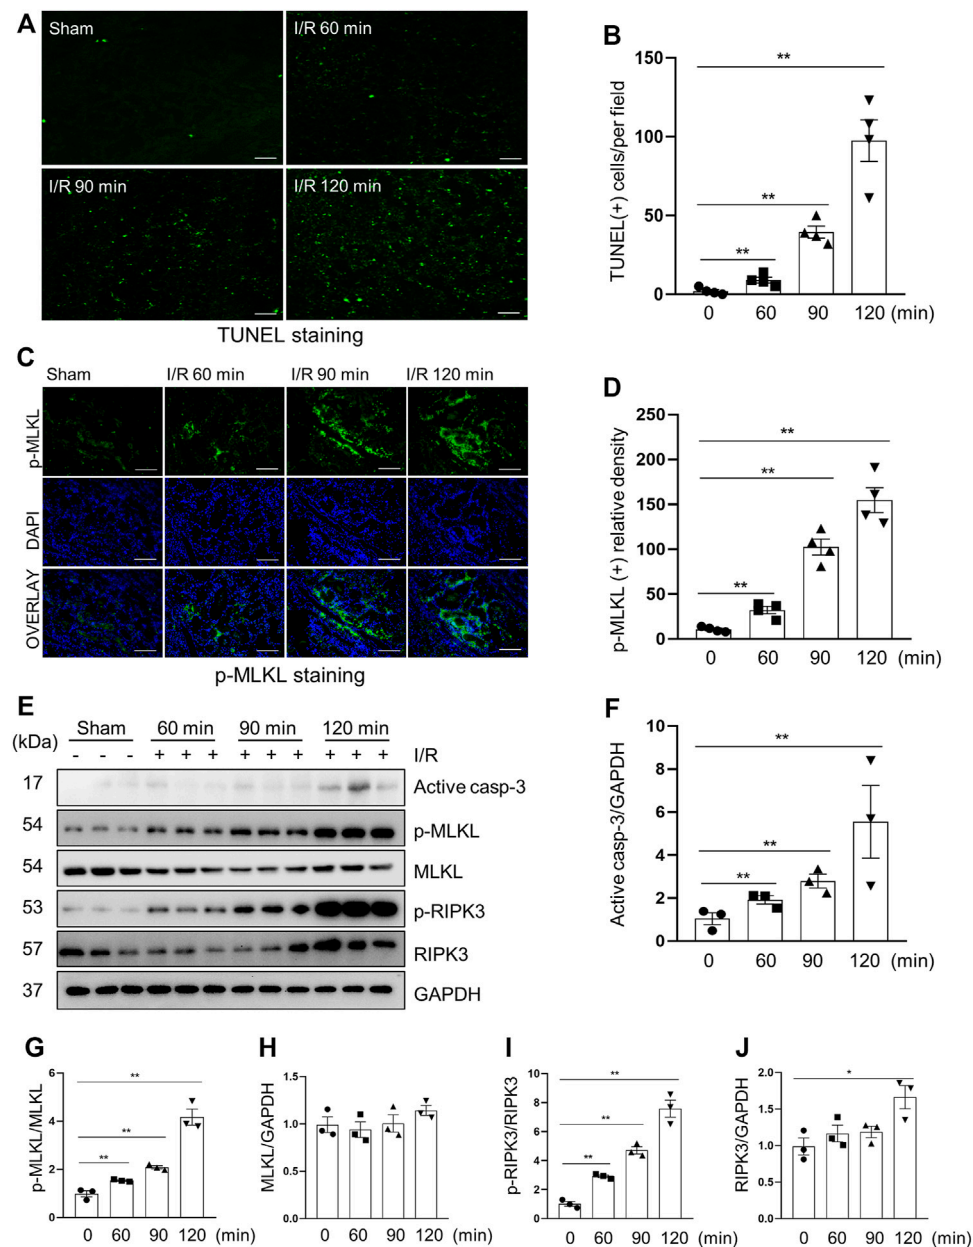 A
Sham
I/R 60 min
I/R 90 min
I/R 120 min
TUNEL staining
B
TUNEL(+) cells/per field
150
100
50
0
**
**
**
0 60 90 120 (min)
C
Sham I/R 60 min I/R 90 min I/R 120 min
p-MLKL
DAPI
OVERLAY
p-MLKL staining
D
p-MLKL (+) relative density
250
200
150
100
50
0
**
**
**
0 60 90 120 (min)
E
(kDa) Sham 60 min 90 min 120 min
- - - + + + + + + + + + I/R
17 Active casp-3
54 p-MLKL
54 MLKL
53 p-RIPK3
57 RIPK3
37 GAPDH
F
Active casp-3/GAPDH
10
8
6
4
2
0
**
**
**
0 60 90 120 (min)
G
p-MLKL/MLKL
6
4
2
0
**
**
**
0 60 90 120 (min)
H
MLKL/GAPDH
1.5
1.0
0.5
0.0
0 60 90 120 (min)
I
p-RIPK3/RIPK3
10
8
6
4
2
0
**
**
**
0 60 90 120 (min)
J
RIPK3/GAPDH
2.0
1.5
1.0
0.5
0.0
*
0 60 90 120 (min)